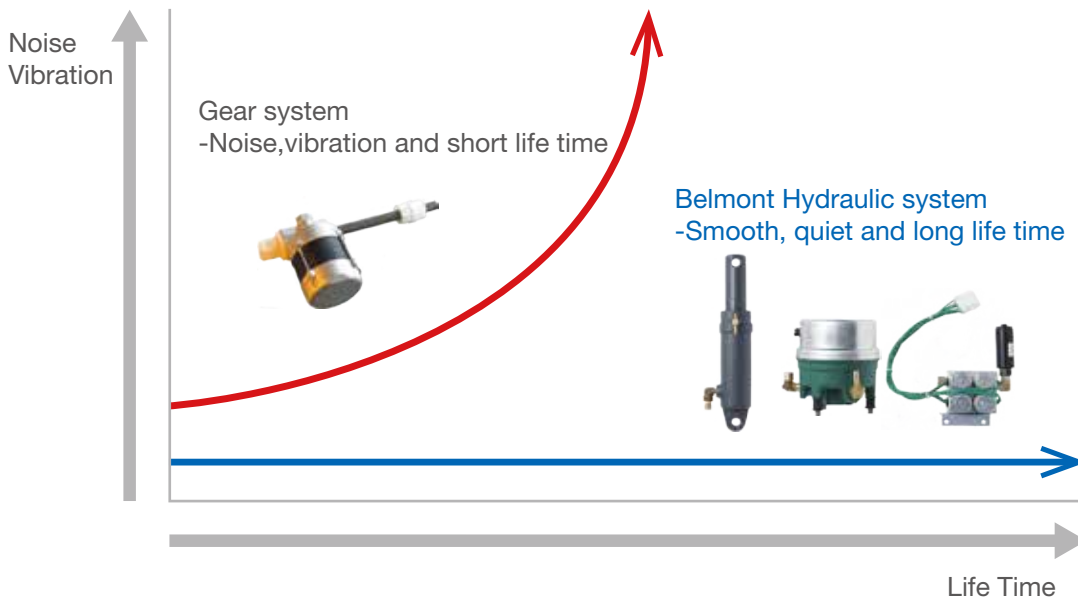 Noise
Vibration
Gear system
-Noise,vibration and short life time
Belmont Hydraulic system
-Smooth, quiet and long life time
Life Time